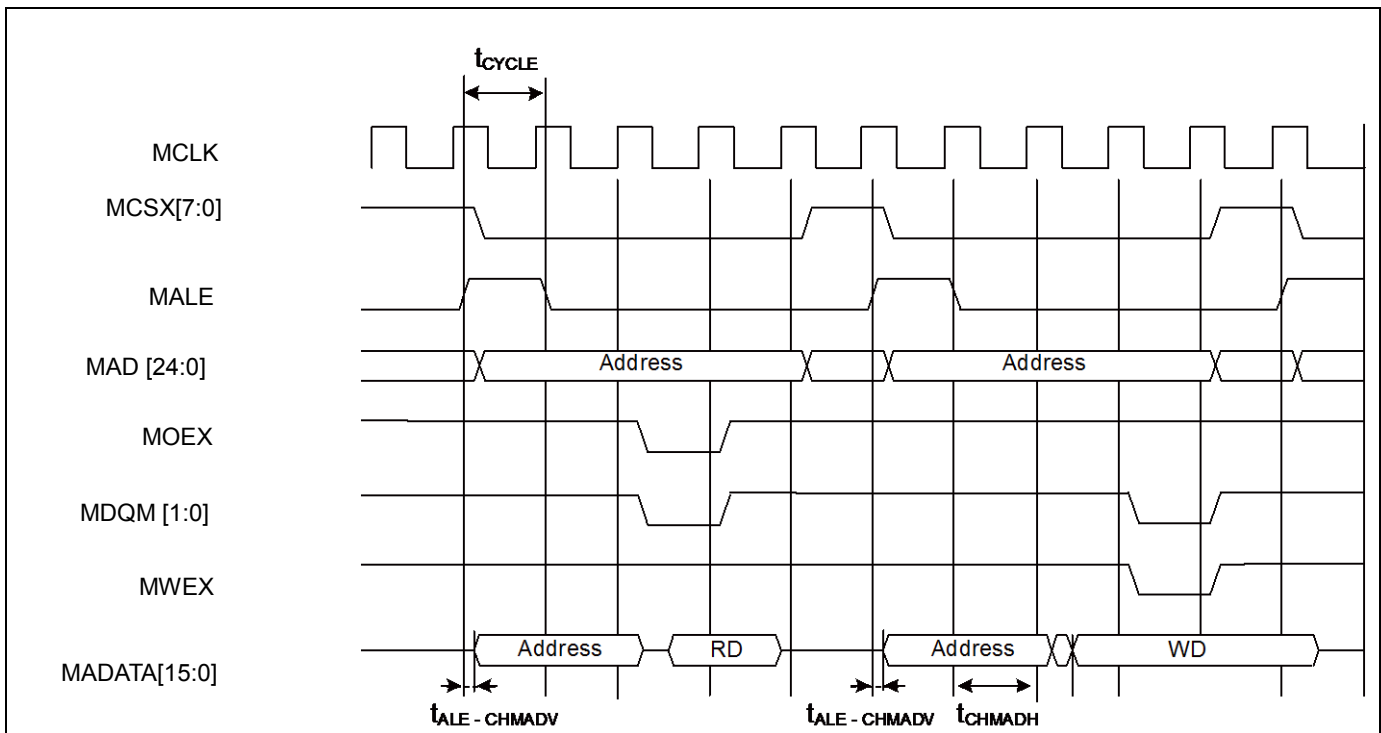 tCYCLE
MCLK
MCSX[7:0]
MALE
MAD [24:0]
Address
Address
MOEX
MDQM [1:0]
MWEX
MADATA[15:0]
Address
RD
Address
WD
tALE - CHMADV
tALE - CHMADV
tCHMADH